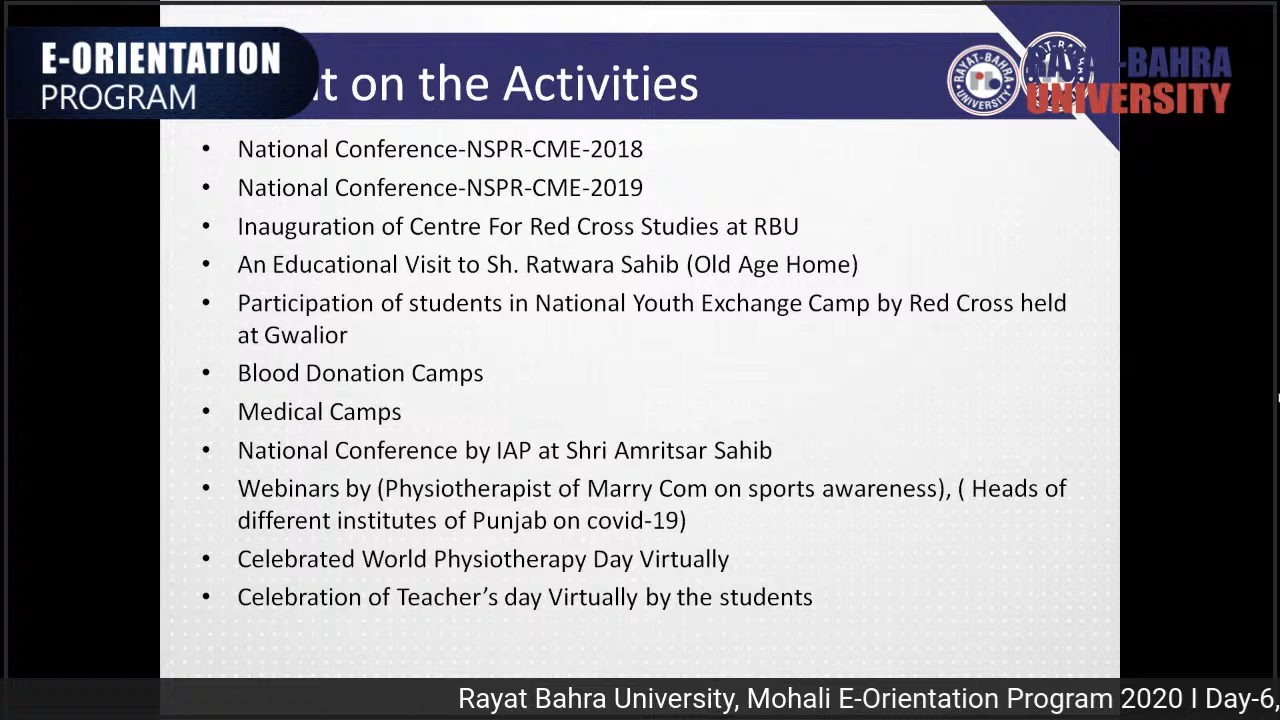 E-ORIENTATION
PROGRAM
t on the Activities
RAYAT-BAHRA
UNIVERSITY
-BAHRA
UNIVERSITY
• National Conference-NSPR-CME-2018
• National Conference-NSPR-CME-2019
• Inauguration of Centre For Red Cross Studies at RBU
• An Educational Visit to Sh. Ratwara Sahib (Old Age Home)
• Participation of students in National Youth Exchange Camp by Red Cross held
at Gwalior
• Blood Donation Camps
• Medical Camps
• National Conference by IAP at Shri Amritsar Sahib
• Webinars by (Physiotherapist of Marry Com on sports awareness), ( Heads of
different institutes of Punjab on covid-19)
• Celebrated World Physiotherapy Day Virtually
• Celebration of Teacher’s day Virtually by the students
Rayat Bahra University, Mohali E-Orientation Program 2020 I Day-6,